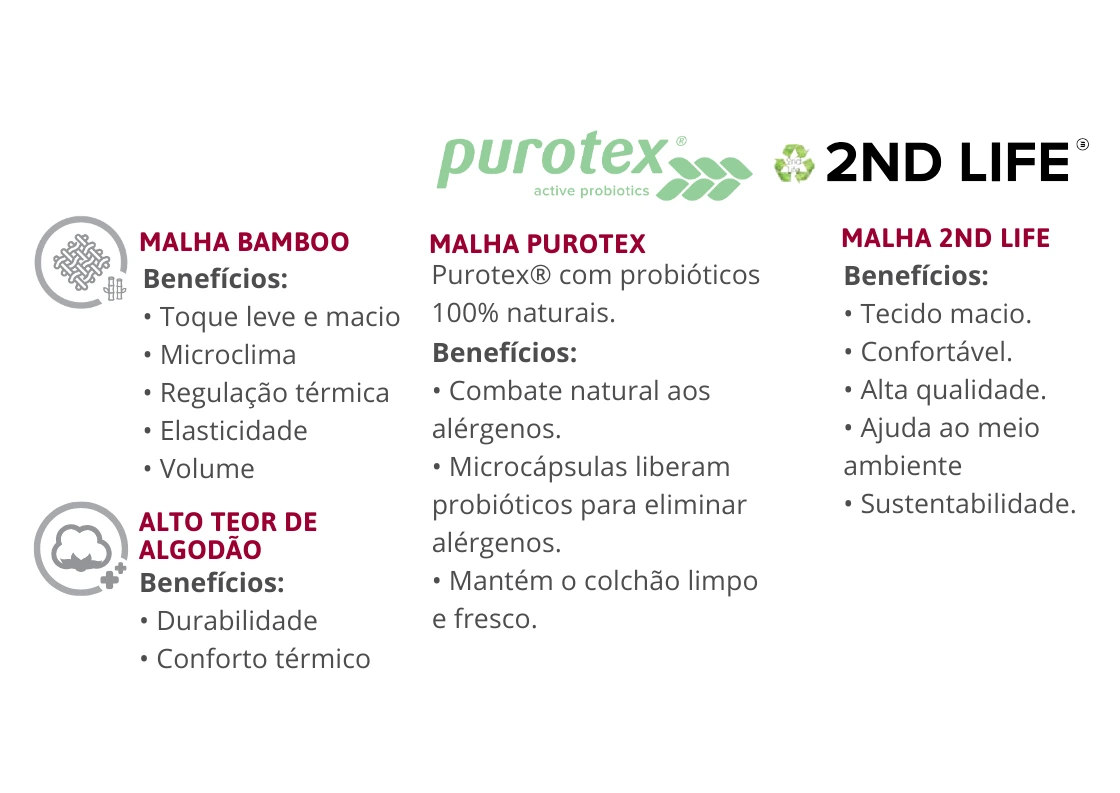 MALHA BAMBOO
Benefícios:
• Toque leve e macio
• Microclima
• Regulação térmica
• Elasticidade
• Volume
ALTO TEOR DE
ALGODÃO
Benefícios:
• Durabilidade
• Conforto térmico
purotex®
active probiotics
MALHA PUROTEX
Purotex® com probióticos
100% naturais.
Benefícios:
• Combate natural aos
alérgenos.
• Microcápsulas liberam
probióticos para eliminar
alérgenos.
• Mantém o colchão limpo
e fresco.
2nd
life
2ND LIFE
MALHA 2ND LIFE
Benefícios:
• Tecido macio.
• Confortável.
• Alta qualidade.
• Ajuda ao meio
ambiente
• Sustentabilidade.